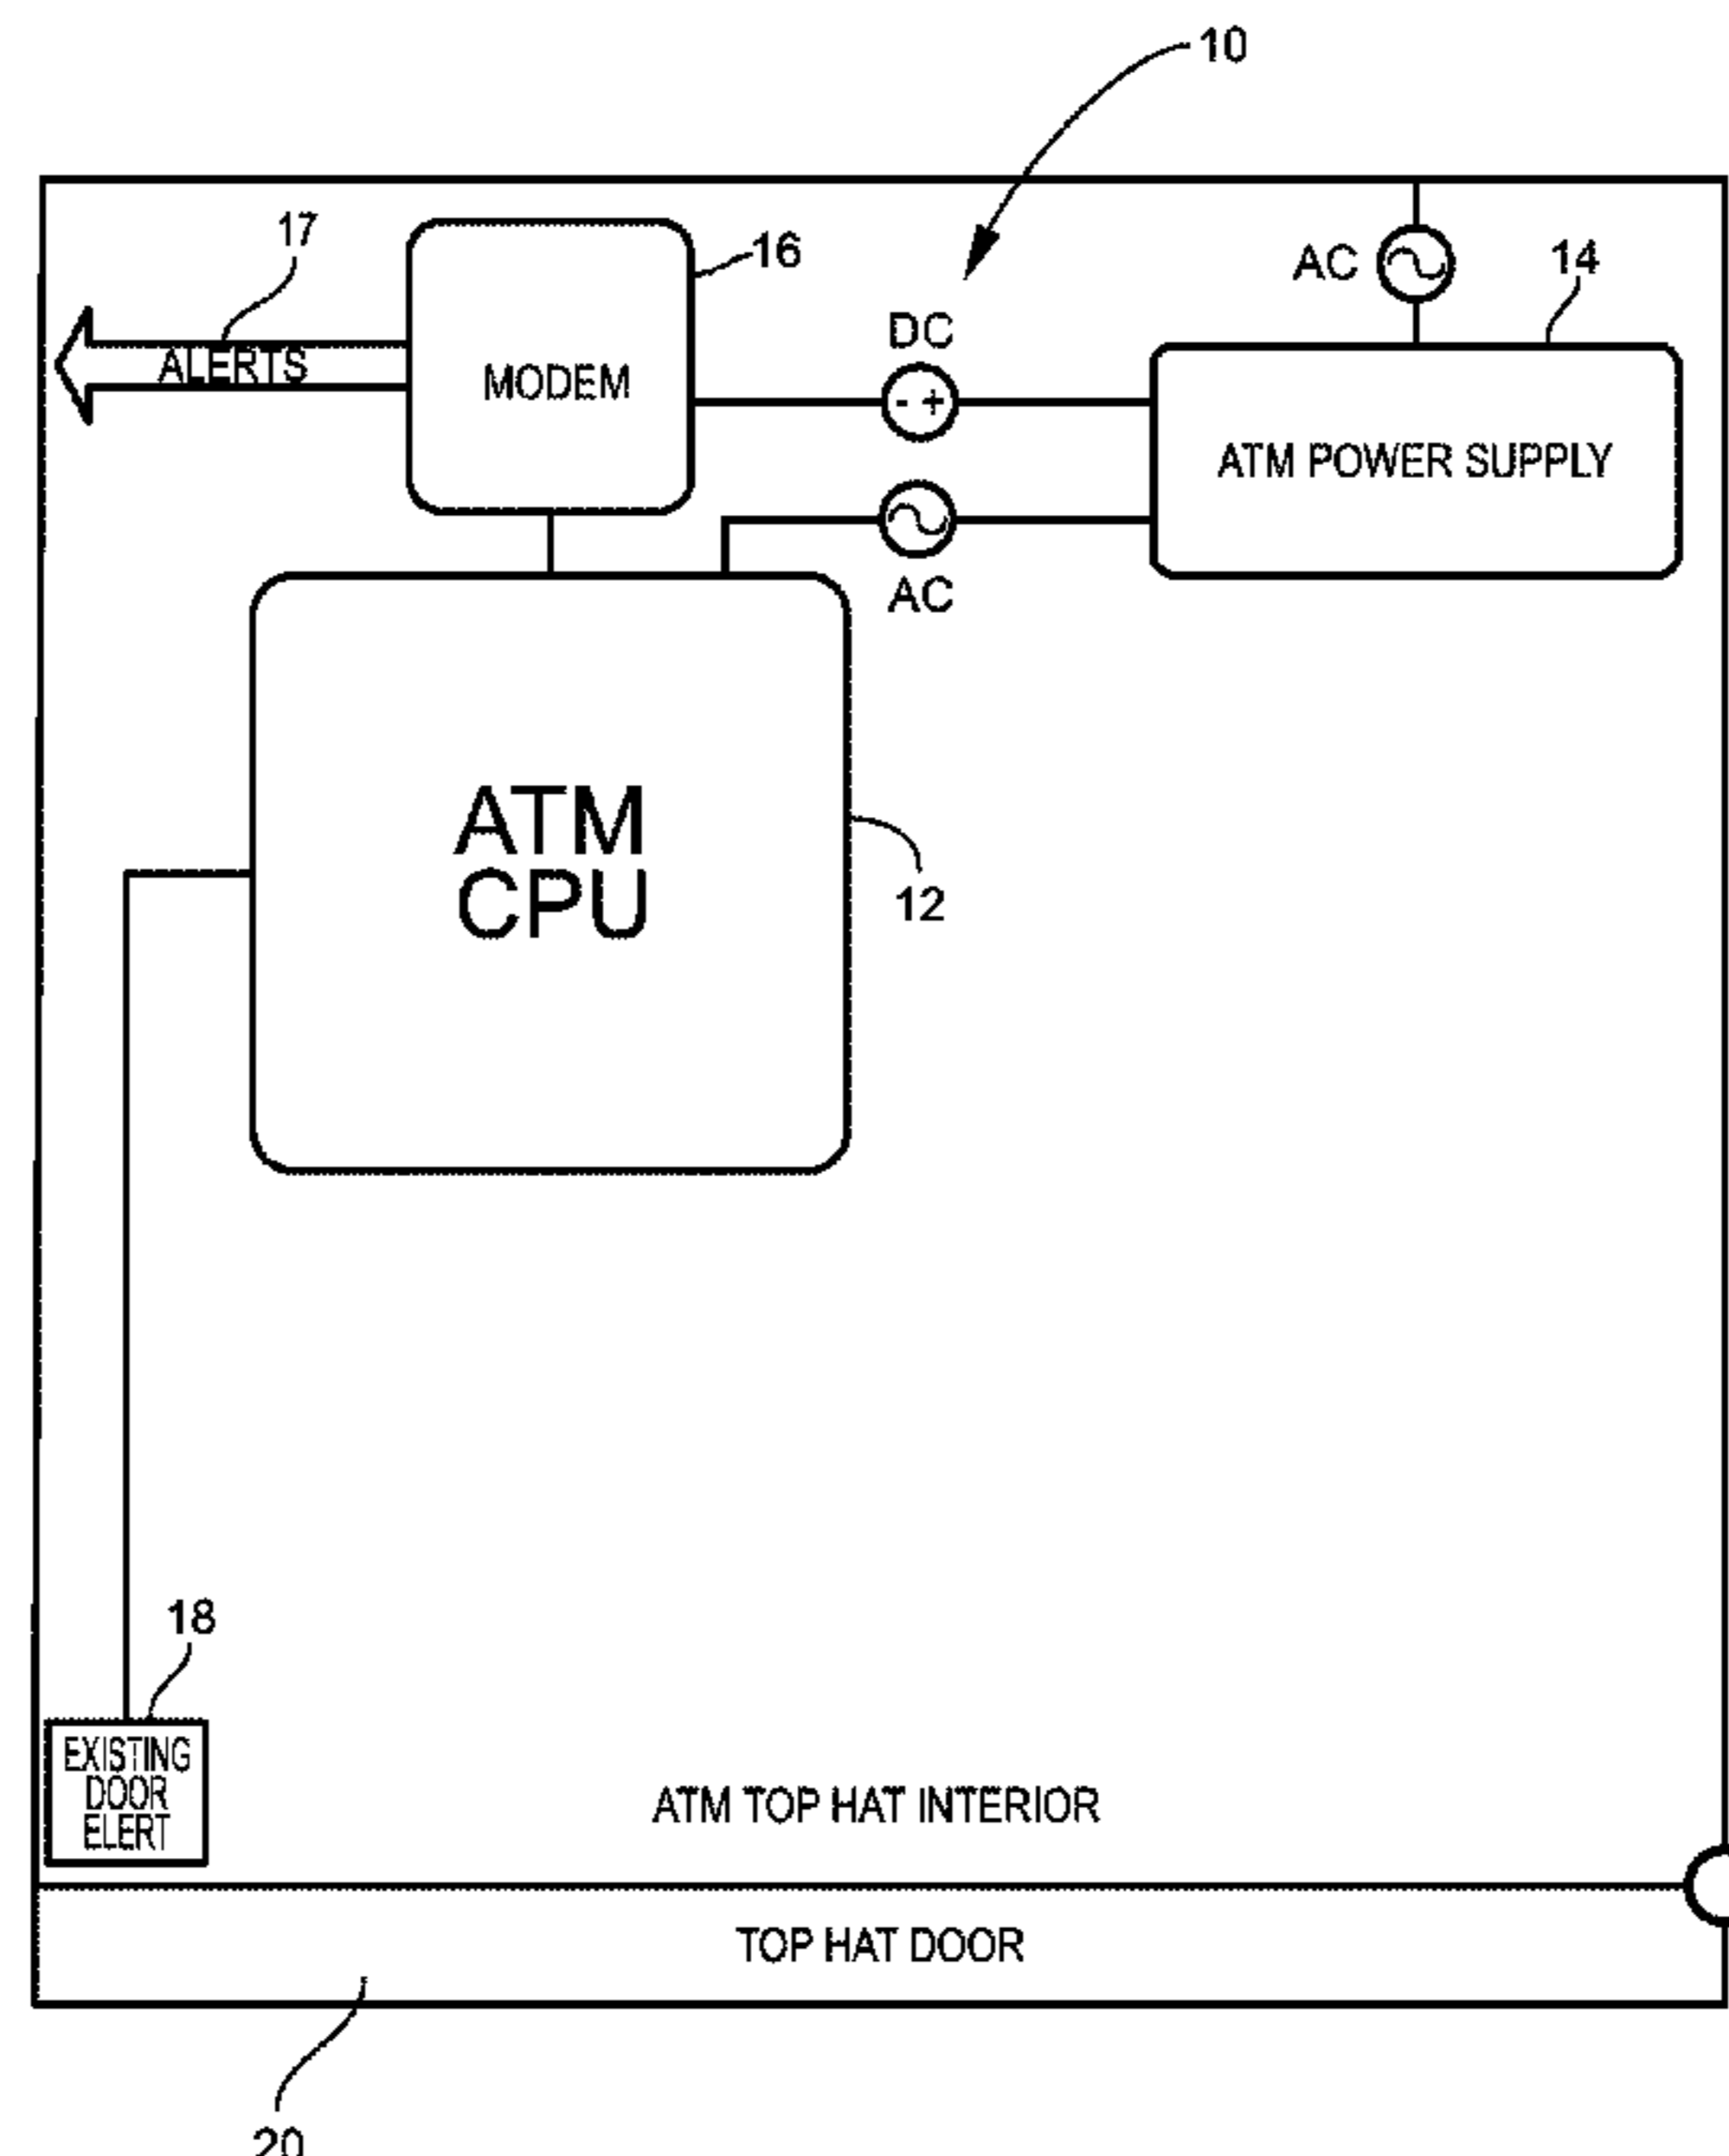 10
17
16
AC
14
DC
ALERTS
MODEM
- +
ATM POWER SUPPLY
AC
ATM
CPU
12
18
EXISTING
DOOR
ELERT
ATM TOP HAT INTERIOR
TOP HAT DOOR
20